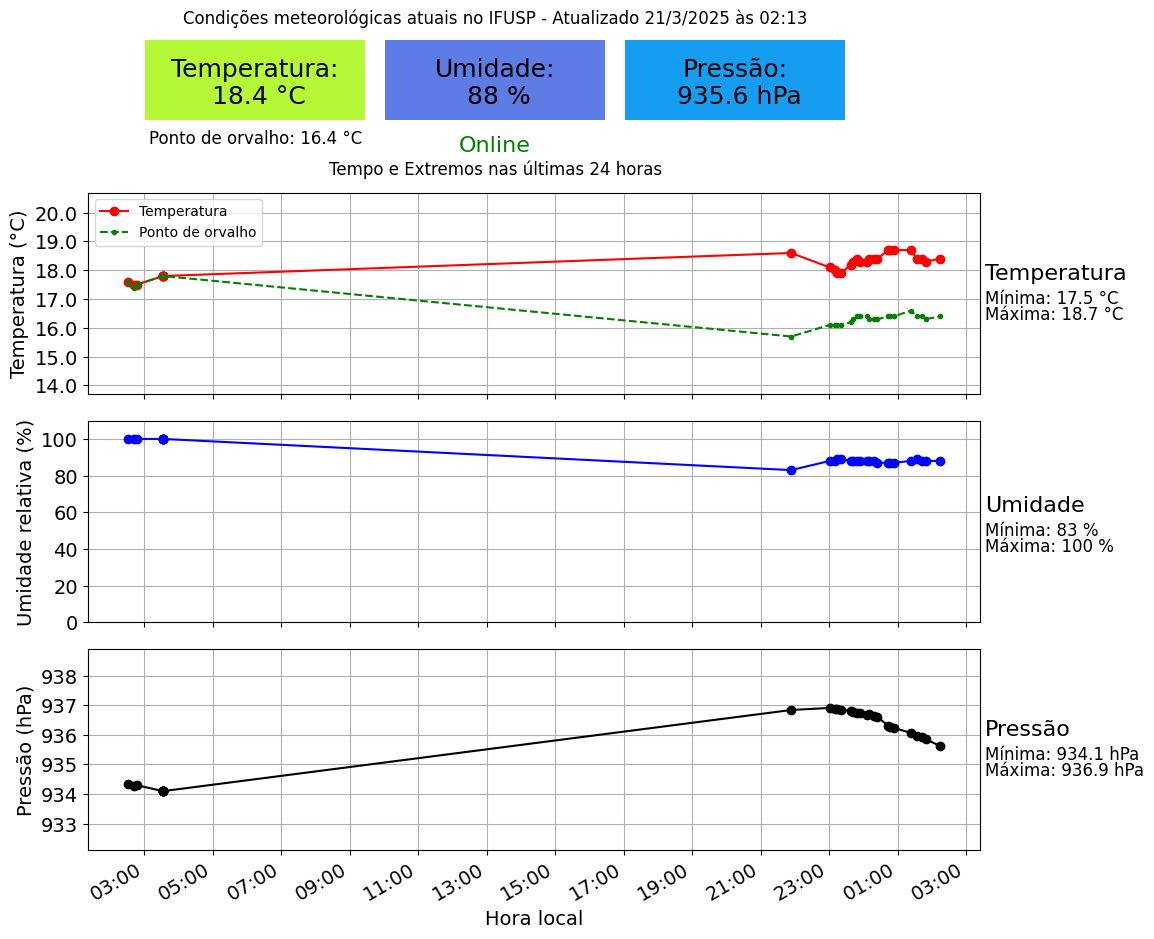 Condições meteorológicas atuais no IFUSP - Atualizado 21/3/2025 às 02:13
Temperatura:
18.4 °C
Umidade:
88 %
Pressão:
935.6 hPa
Ponto de orvalho: 16.4 °C
Online
Tempo e Extremos nas últimas 24 horas
Temperatura (°C)
20.0
19.0
18.0
17.0
16.0
15.0
14.0
Temperatura
Ponto de orvalho
Temperatura
Mínima: 17.5 °C
Máxima: 18.7 °C
Umidade relativa (%)
100
80
60
40
20
0
Umidade
Mínima: 83 %
Máxima: 100 %
Pressão (hPa)
938
937
936
935
934
933
Pressão
Mínima: 934.1 hPa
Máxima: 936.9 hPa
03:00 05:00 07:00 09:00 11:00 13:00 15:00 17:00 19:00 21:00 23:00 01:00 03:00
Hora local